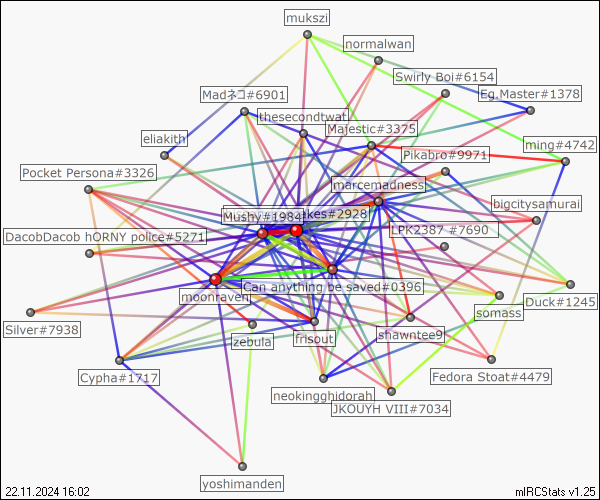 mukszi
normalwan
Swirly Boi#6154
Madネコ#6901
Eg.Master#1378
thesecondtwat
Majestic#3375
eliakith
ming#4742
Pikabro#9971
Pocket Persona#3326
marcemadness
bigcitysamurai
Mushy#1984
kes#2928
LPK2387 #7690
DacobDacob hORNY police#5271
Can anything be saved#0396
moonraven
Duck#1245
somass
Silver#7938
zebula
frisout
shawntee9
Cypha#1717
Fedora Stoat#4479
neokingghidorah
JKOUYH VIII#7034
yoshimanden
22.11.2024 16:02
mIRCStats v1.25